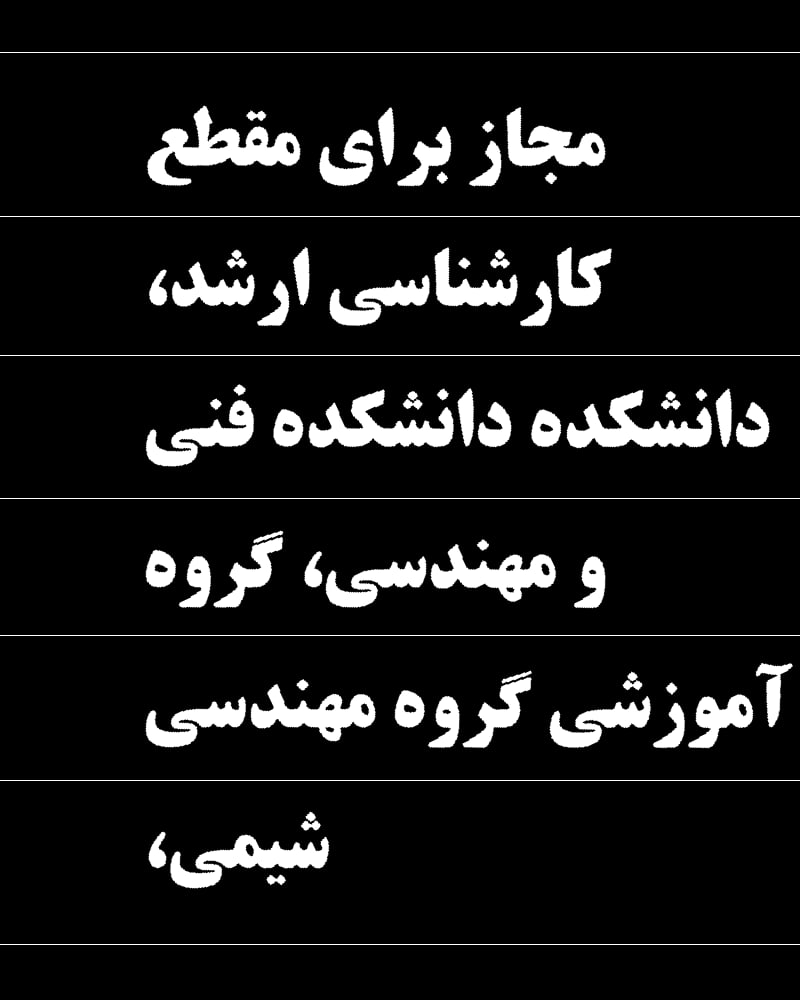 مجاز برای مقطع
کارشناسی ارشد،
دانشکده دانشکده فنی
و مهندسی، گروه
آموزشی گروه مهندسی
شیمی،